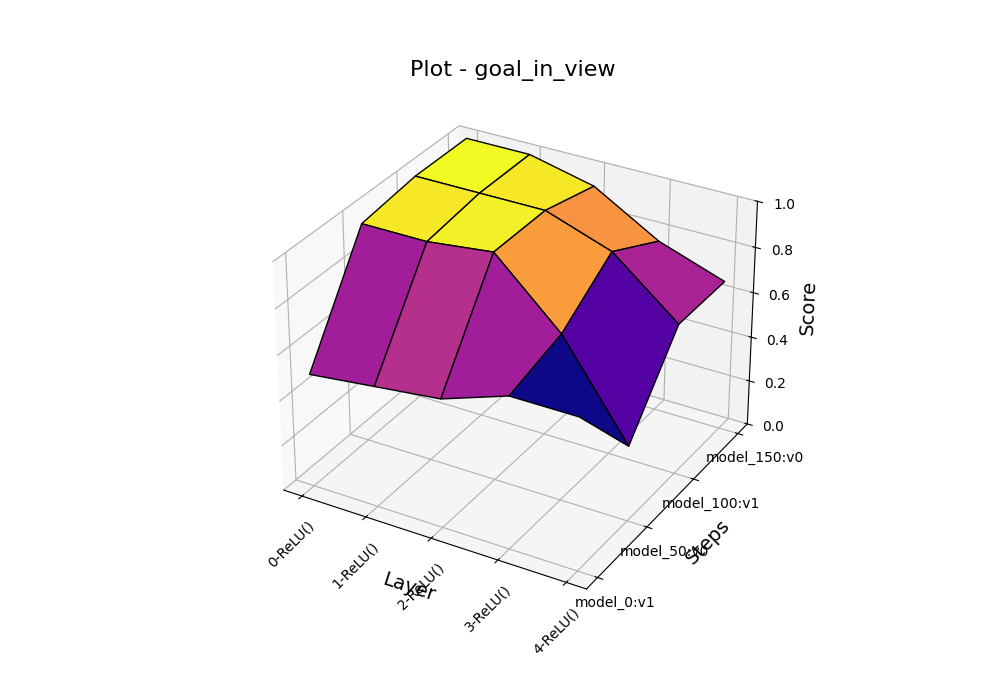 Plot - goal_in_view
1.0
0.8
0.6
0.4
0.2
0.0
Score
model_150:v0
model_100:v1
model_50:v0
model_0:v1
Steps
0-ReLU()
1-ReLU()
2-ReLU()
3-ReLU()
4-ReLU()
Layer